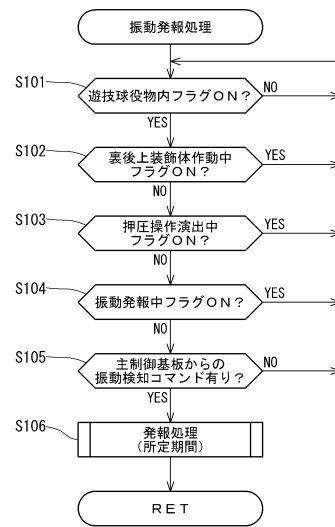 振動発報処理
S101
遊技球役物内フラグＯＮ？
NO
YES
S102
裏後上装飾体作動中
フラグＯＮ？
YES
NO
S103
押圧操作演出中
フラグＯＮ？
YES
NO
S104
振動発報中フラグＯＮ？
YES
NO
S105
主制御基板からの
振動検知コマンド有り？
NO
YES
S106
発報処理
(所定期間)
ＲＥＴ